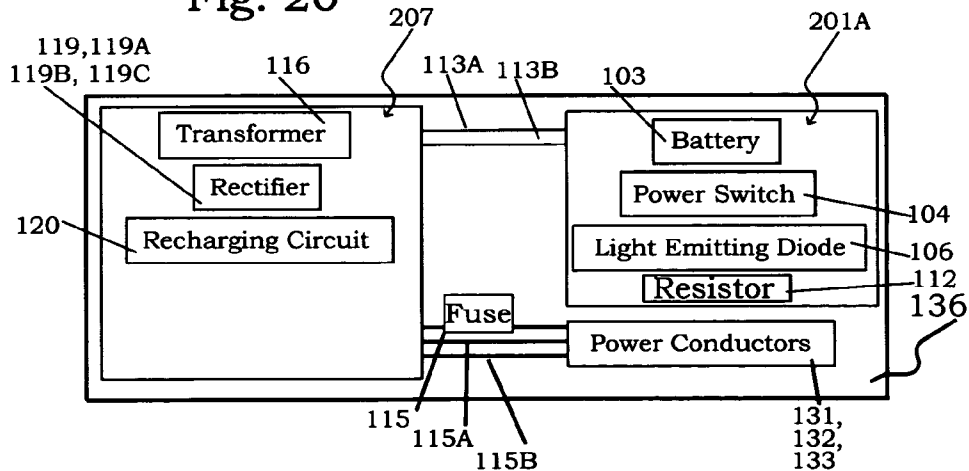 Fig. 26
207
201A
119,119A
119B, 119C
116
113A
113B
103
Transformer
Battery
Rectifier
Power Switch
104
120
Recharging Circuit
Light Emitting Diode
106
Resistor
112
136
Fuse
Power Conductors
115
115A
115B
131,
132,
133